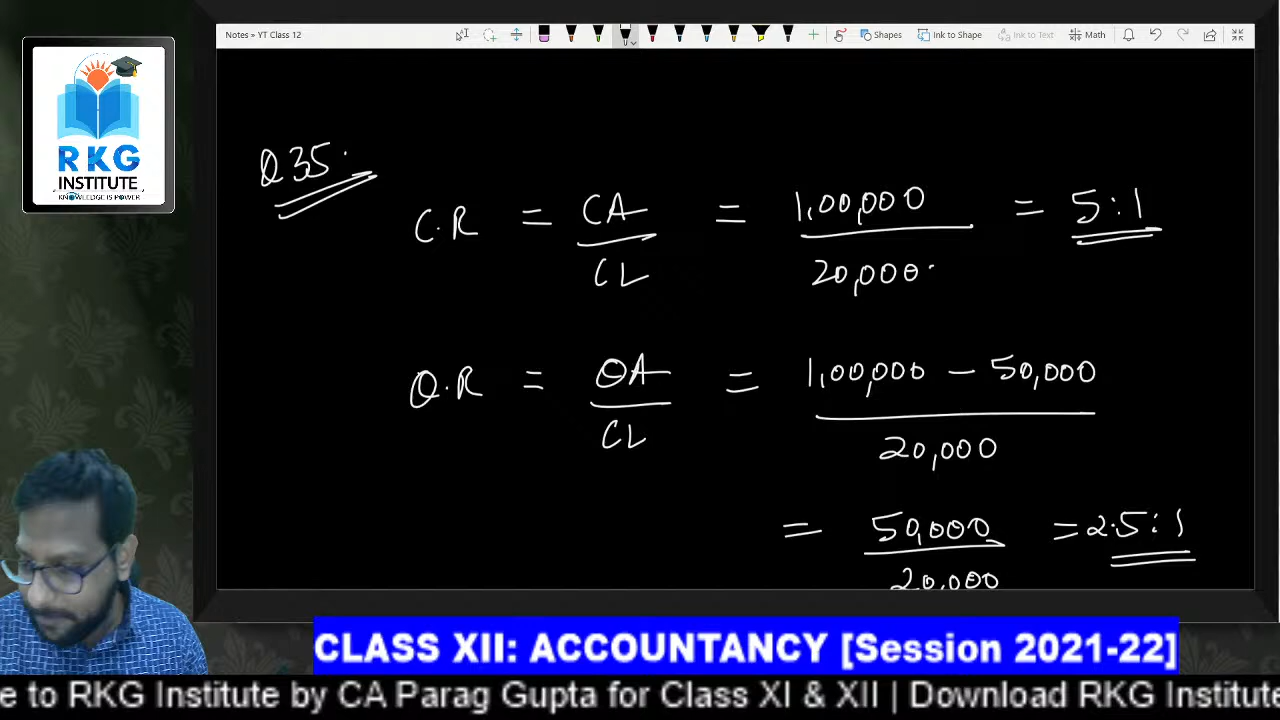 Notes » YT Class 12
Shapes
Ink to Shape
Ink to Text
Math
RKG
INSTITUTE
KNOWLEDGE IS POWER
Q 35.
C.R = CA / CL = 1,00,000 / 20,000 = 5:1
Q.R = QA / CL = 1,00,000 - 50,000 / 20,000
= 50,000 / 20,000 = 2.5:1
CLASS XII: ACCOUNTANCY [Session 2021-22]
e to RKG Institute by CA Parag Gupta for Class XI & XII | Download RKG Institute